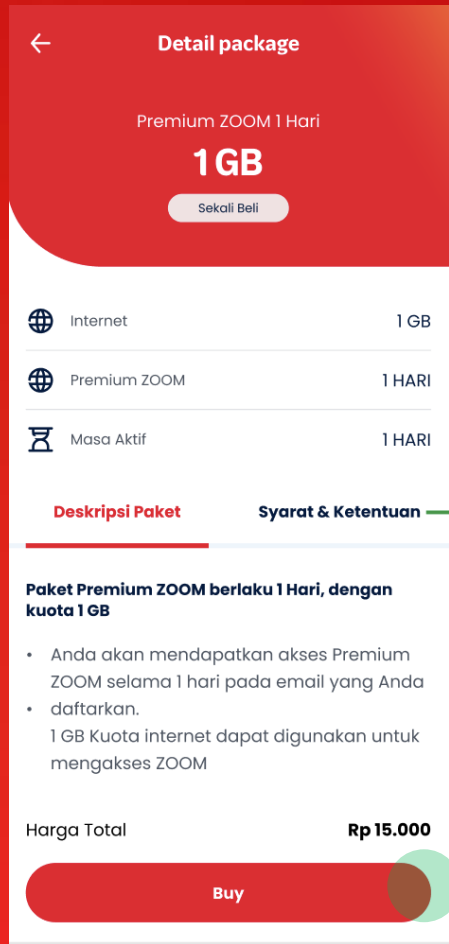 Detail package
Premium ZOOM 1 Hari
1 GB
Sekali Beli
Internet 1 GB
Premium ZOOM 1 HARI
Masa Aktif 1 HARI
Deskripsi Paket Syarat & Ketentuan
Paket Premium ZOOM berlaku 1 Hari, dengan
kuota 1 GB
• Anda akan mendapatkan akses Premium
ZOOM selama 1 hari pada email yang Anda
• daftarkan.
1 GB Kuota internet dapat digunakan untuk
mengakses ZOOM
Harga Total Rp 15.000
Buy